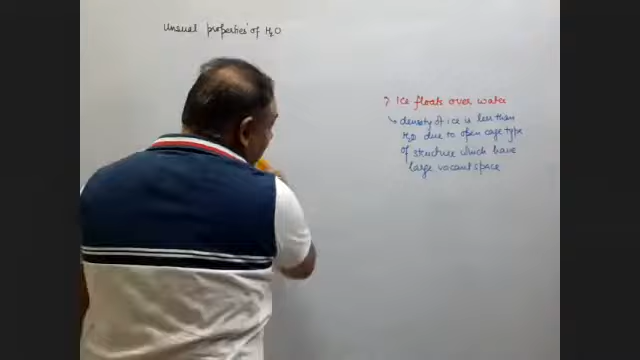 Unsual properties of H2O
? Ice floats over water
↳ density of ice is less than
H2O due to open cage type
of structure which have
large vacant space